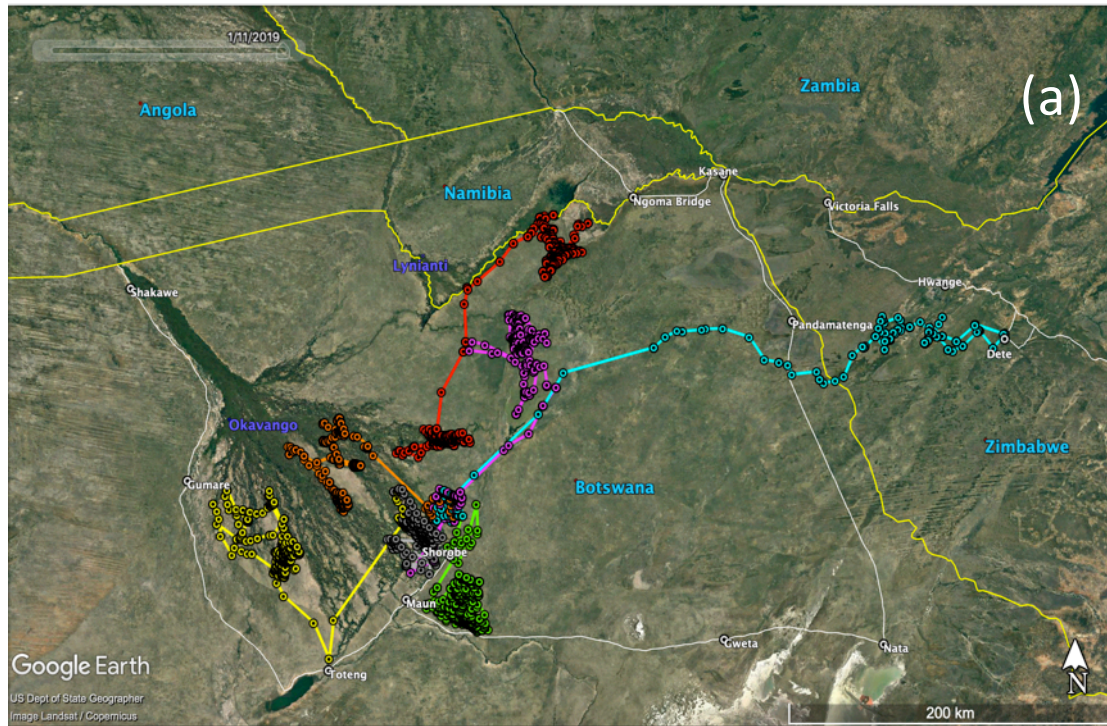 1/11/2019
(a)
Zambia
Angola
Kasane
Namibia
Ngoma Bridge
Victoria Falls
Lynianti
Hwange
Shakawe
Pandamatenga
Dete
Okavango
Zimbabwe
Gumare
Botswana
Shorobe
Maun
Gweta
Nata
Google Earth
Toteng
N
US Dept of State Geographer
Image Landsat / Copernicus
200 km